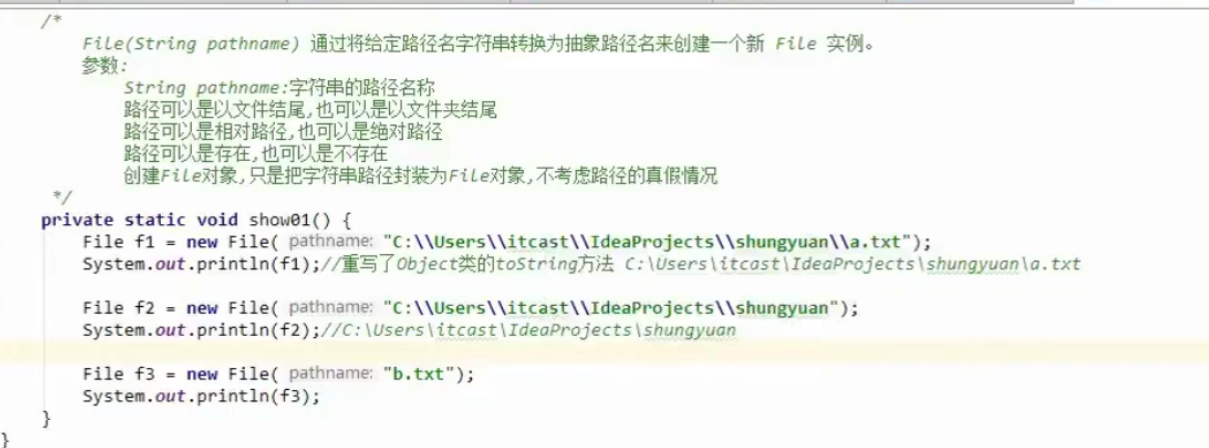 /*
File(String pathname) 通过将给定路径名字符串转换为抽象路径名来创建一个新 File 实例。
参数:
String pathname:字符串的路径名称
路径可以是以文件结尾,也可以是以文件夹结尾
路径可以是相对路径,也可以是绝对路径
路径可以是存在,也可以是不存在
创建File对象,只是把字符串路径封装为File对象,不考虑路径的真假情况
*/
private static void show01() {
File f1 = new File( pathname: "C:\\Users\\itcast\\IdeaProjects\\shungyuan\\a.txt");
System.out.println(f1);//重写了Object类的toString方法 C:\Users\itcast\IdeaProjects\shungyuan\a.txt
File f2 = new File( pathname: "C:\\Users\\itcast\\IdeaProjects\\shungyuan");
System.out.println(f2);//C:\Users\itcast\IdeaProjects\shungyuan
File f3 = new File( pathname: "b.txt");
System.out.println(f3);
}
}